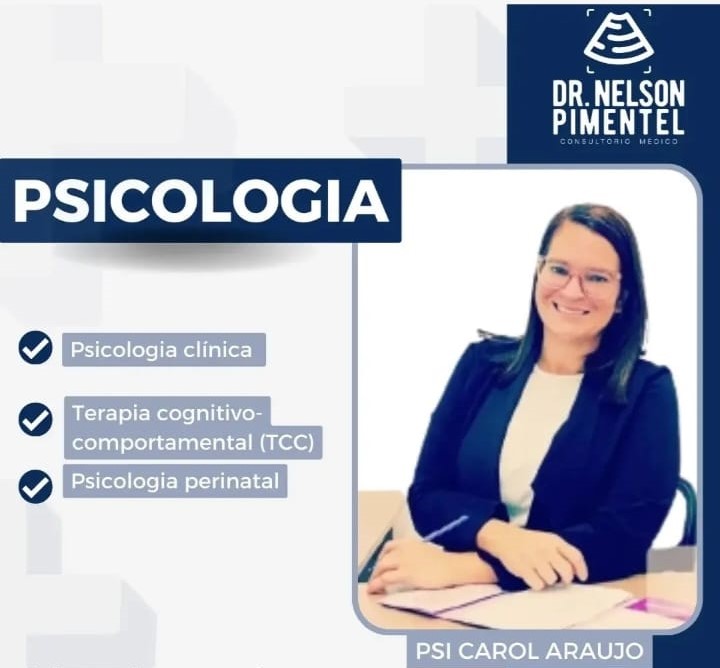 DR. NELSON
PIMENTEL
CONSULTORIO MEDICO
PSICOLOGIA
Psicologia clínica
Terapia cognitivo-
comportamental (TCC)
Psicologia perinatal
PSI CAROL ARAUJO